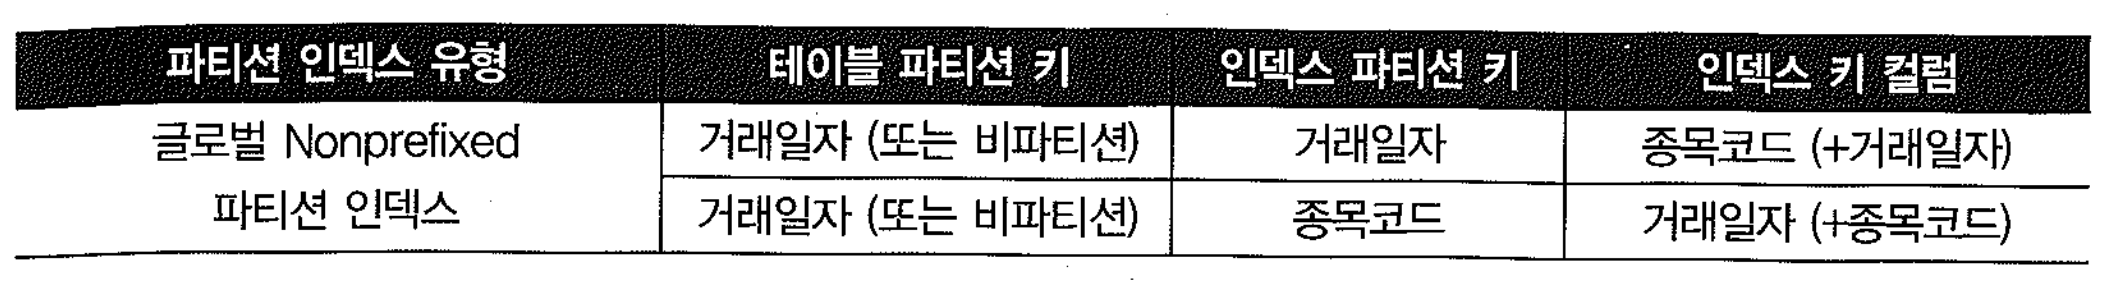 파티션 인덱스 유형 테이블 파티션 키 인덱스 파티션 키 인덱스 키 컬럼
글로벌 Nonprefixed 거래일자 (또는 비파티션) 거래일자 종목코드 (+거래일자)
파티션 인덱스 거래일자 (또는 비파티션) 종목코드 거래일자 (+종목코드)